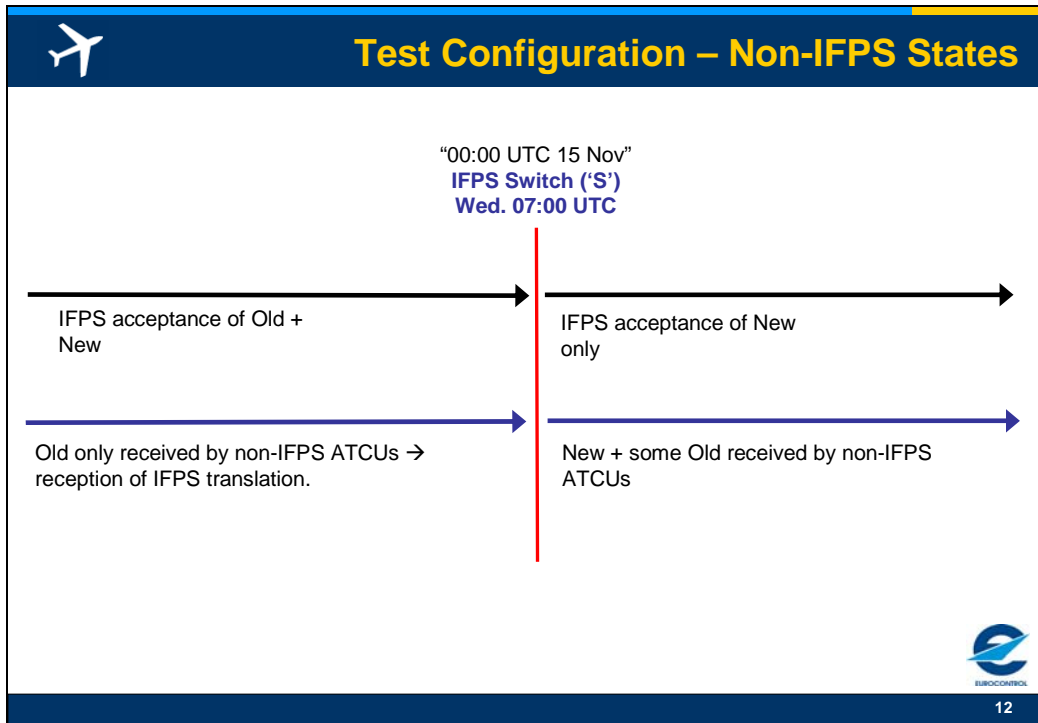 Test Configuration – Non-IFPS States
“00:00 UTC 15 Nov”
IFPS Switch (‘S’)
Wed. 07:00 UTC
IFPS acceptance of Old +
New
IFPS acceptance of New
only
Old only received by non-IFPS ATCUs →
reception of IFPS translation.
New + some Old received by non-IFPS
ATCUs
EUROCONTROL
12